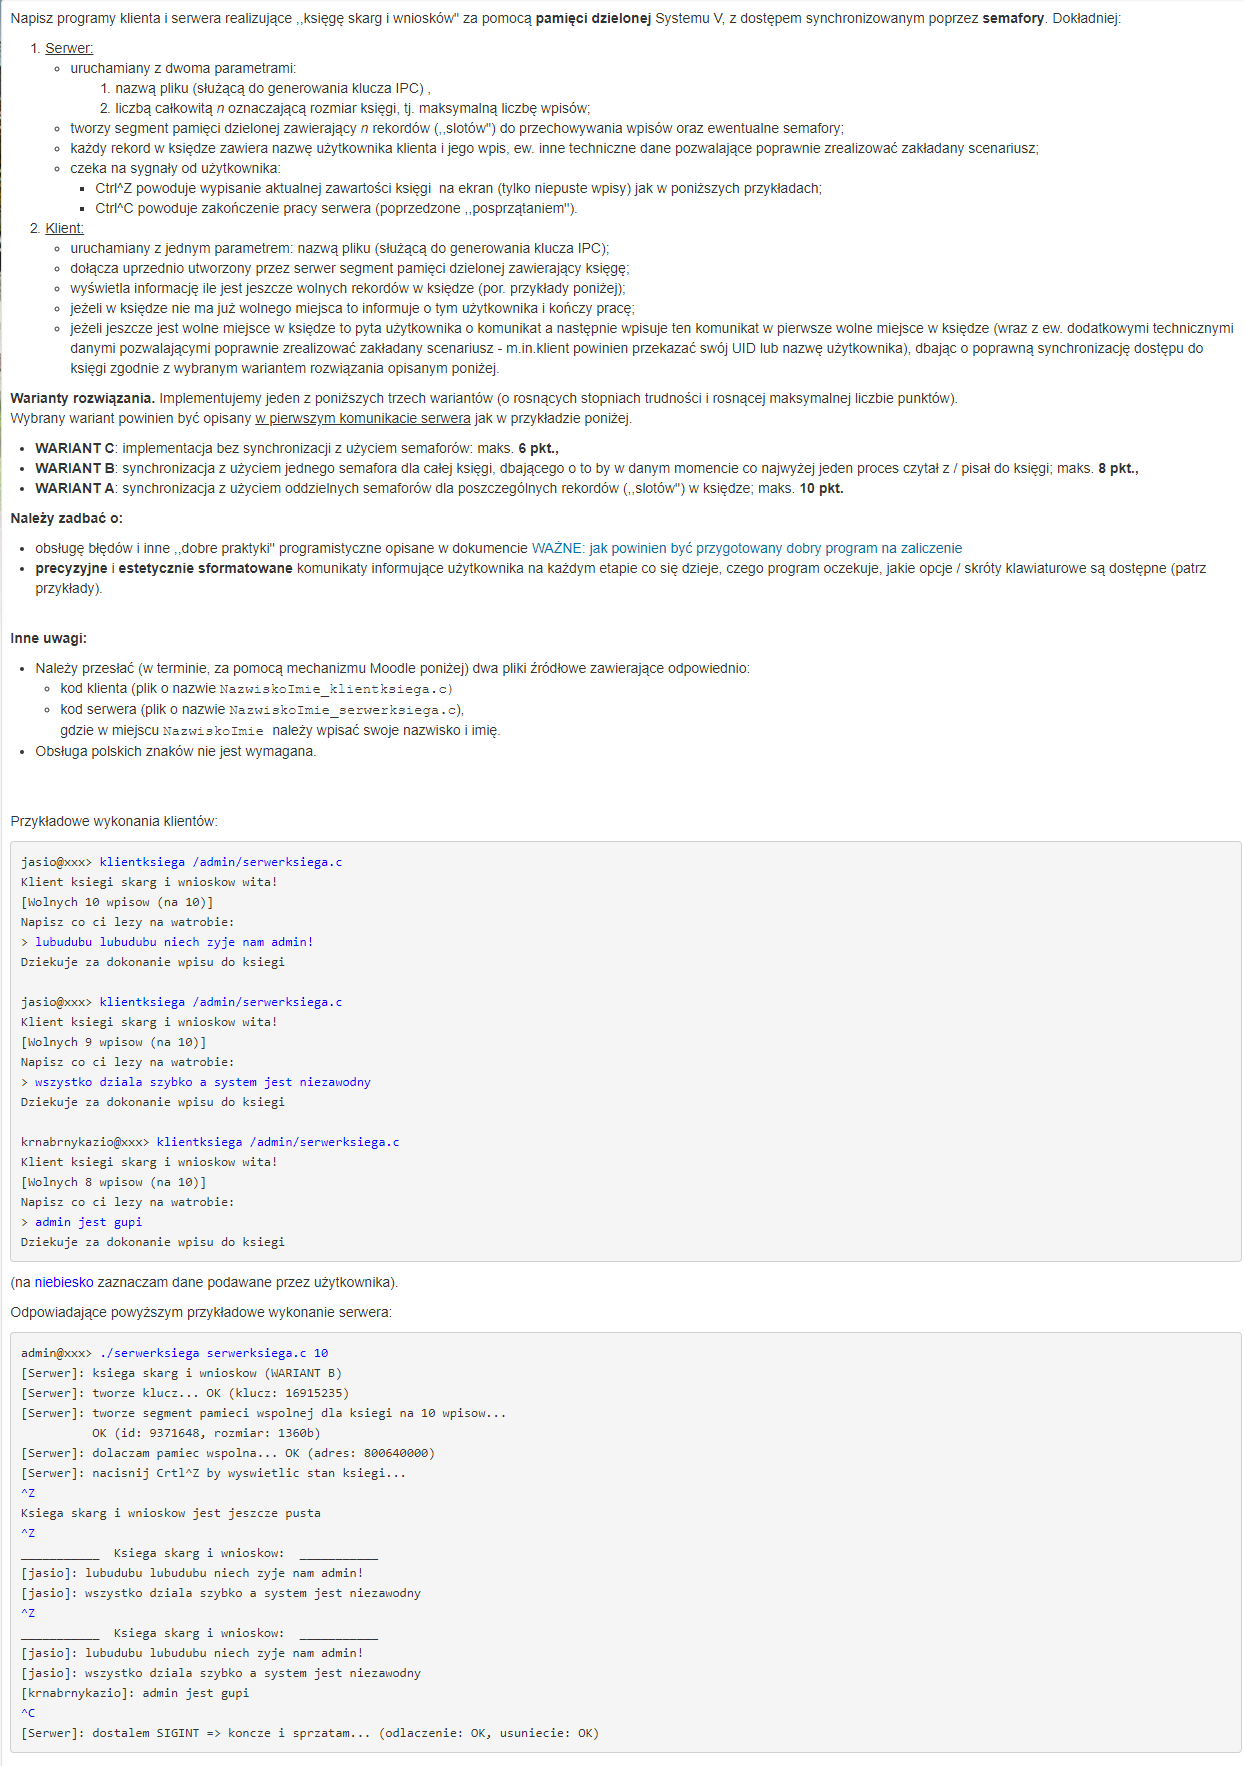 Napisz programy klienta i serwera realizujące ,,księgę skarg i wniosków" za pomocą pamięci dzielonej Systemu V, z dostępem synchronizowanym poprzez semafory. Dokładniej:
1. Serwer:
◦ uruchamiany z dwoma parametrami:
1. nazwą pliku (służącą do generowania klucza IPC) ,
2. liczbą całkowitą n oznaczającą rozmiar księgi, tj. maksymalną liczbę wpisów;
◦ tworzy segment pamięci dzielonej zawierający n rekordów (,,slotów") do przechowywania wpisów oraz ewentualne semafory;
◦ każdy rekord w księdze zawiera nazwę użytkownika klienta i jego wpis, ew. inne techniczne dane pozwalające poprawnie zrealizować zakładany scenariusz;
◦ czeka na sygnały od użytkownika:
▪ Ctrl^Z powoduje wypisanie aktualnej zawartości księgi na ekran (tylko niepuste wpisy) jak w poniższych przykładach;
▪ Ctrl^C powoduje zakończenie pracy serwera (poprzedzone ,,posprzątaniem").
2. Klient:
◦ uruchamiany z jednym parametrem: nazwą pliku (służącą do generowania klucza IPC);
◦ dołącza uprzednio utworzony przez serwer segment pamięci dzielonej zawierający księgę;
◦ wyświetla informację ile jest jeszcze wolnych rekordów w księdze (por. przykłady poniżej);
◦ jeżeli w księdze nie ma już wolnego miejsca to informuje o tym użytkownika i kończy pracę;
◦ jeżeli jeszcze jest wolne miejsce w księdze to pyta użytkownika o komunikat a następnie wpisuje ten komunikat w pierwsze wolne miejsce w księdze (wraz z ew. dodatkowymi technicznymi
danymi pozwalającymi poprawnie zrealizować zakładany scenariusz - m.in.klient powinien przekazać swój UID lub nazwę użytkownika), dbając o poprawną synchronizację dostępu do
księgi zgodnie z wybranym wariantem rozwiązania opisanym poniżej.
Warianty rozwiązania. Implementujemy jeden z poniższych trzech wariantów (o rosnących stopniach trudności i rosnącej maksymalnej liczbie punktów).
Wybrany wariant powinien być opisany w pierwszym komunikacie serwera jak w przykładzie poniżej.
• WARIANT C: implementacja bez synchronizacji z użyciem semaforów: maks. 6 pkt.,
• WARIANT B: synchronizacja z użyciem jednego semafora dla całej księgi, dbającego o to by w danym momencie co najwyżej jeden proces czytał z / pisał do księgi; maks. 8 pkt.,
• WARIANT A: synchronizacja z użyciem oddzielnych semaforów dla poszczególnych rekordów (,,slotów") w księdze; maks. 10 pkt.
Należy zadbać o:
• obsługę błędów i inne ,,dobre praktyki" programistyczne opisane w dokumencie WAŻNE: jak powinien być przygotowany dobry program na zaliczenie
• precyzyjne i estetycznie sformatowane komunikaty informujące użytkownika na każdym etapie co się dzieje, czego program oczekuje, jakie opcje / skróty klawiaturowe są dostępne (patrz
przykłady).
Inne uwagi:
• Należy przesłać (w terminie, za pomocą mechanizmu Moodle poniżej) dwa pliki źródłowe zawierające odpowiednio:
◦ kod klienta (plik o nazwie NazwiskoImie_klientksiega.c)
◦ kod serwera (plik o nazwie NazwiskoImie_serwerksiega.c),
gdzie w miejscu NazwiskoImie należy wpisać swoje nazwisko i imię.
• Obsługa polskich znaków nie jest wymagana.
Przykładowe wykonania klientów:
jasio@xxx> klientksiega /admin/serwerksiega.c
Klient ksiegi skarg i wnioskow wita!
[Wolnych 10 wpisow (na 10)]
Napisz co ci lezy na watrobie:
> lubudubu lubudubu niech zyje nam admin!
Dziekuje za dokonanie wpisu do ksiegi
jasio@xxx> klientksiega /admin/serwerksiega.c
Klient ksiegi skarg i wnioskow wita!
[Wolnych 9 wpisow (na 10)]
Napisz co ci lezy na watrobie:
> wszystko dziala szybko a system jest niezawodny
Dziekuje za dokonanie wpisu do ksiegi
krnabrnykazio@xxx> klientksiega /admin/serwerksiega.c
Klient ksiegi skarg i wnioskow wita!
[Wolnych 8 wpisow (na 10)]
Napisz co ci lezy na watrobie:
> admin jest gupi
Dziekuje za dokonanie wpisu do ksiegi
(na niebiesko zaznaczam dane podawane przez użytkownika).
Odpowiadające powyższym przykładowe wykonanie serwera:
admin@xxx> ./serwerksiega serwerksiega.c 10
[Serwer]: ksiega skarg i wnioskow (WARIANT B)
[Serwer]: tworze klucz... OK (klucz: 16915235)
[Serwer]: tworze segment pamieci wspolnej dla ksiegi na 10 wpisow...
OK (id: 9371648, rozmiar: 1360b)
[Serwer]: dolaczam pamiec wspolna... OK (adres: 800640000)
[Serwer]: nacisnij Crtl^Z by wyswietlic stan ksiegi...
^Z
Ksiega skarg i wnioskow jest jeszcze pusta
^Z
___________ Ksiega skarg i wnioskow: ___________
[jasio]: lubudubu lubudubu niech zyje nam admin!
[jasio]: wszystko dziala szybko a system jest niezawodny
^Z
___________ Ksiega skarg i wnioskow: ___________
[jasio]: lubudubu lubudubu niech zyje nam admin!
[jasio]: wszystko dziala szybko a system jest niezawodny
[krnabrnykazio]: admin jest gupi
^C
[Serwer]: dostalem SIGINT => koncze i sprzatam... (odlaczenie: OK, usuniecie: OK)